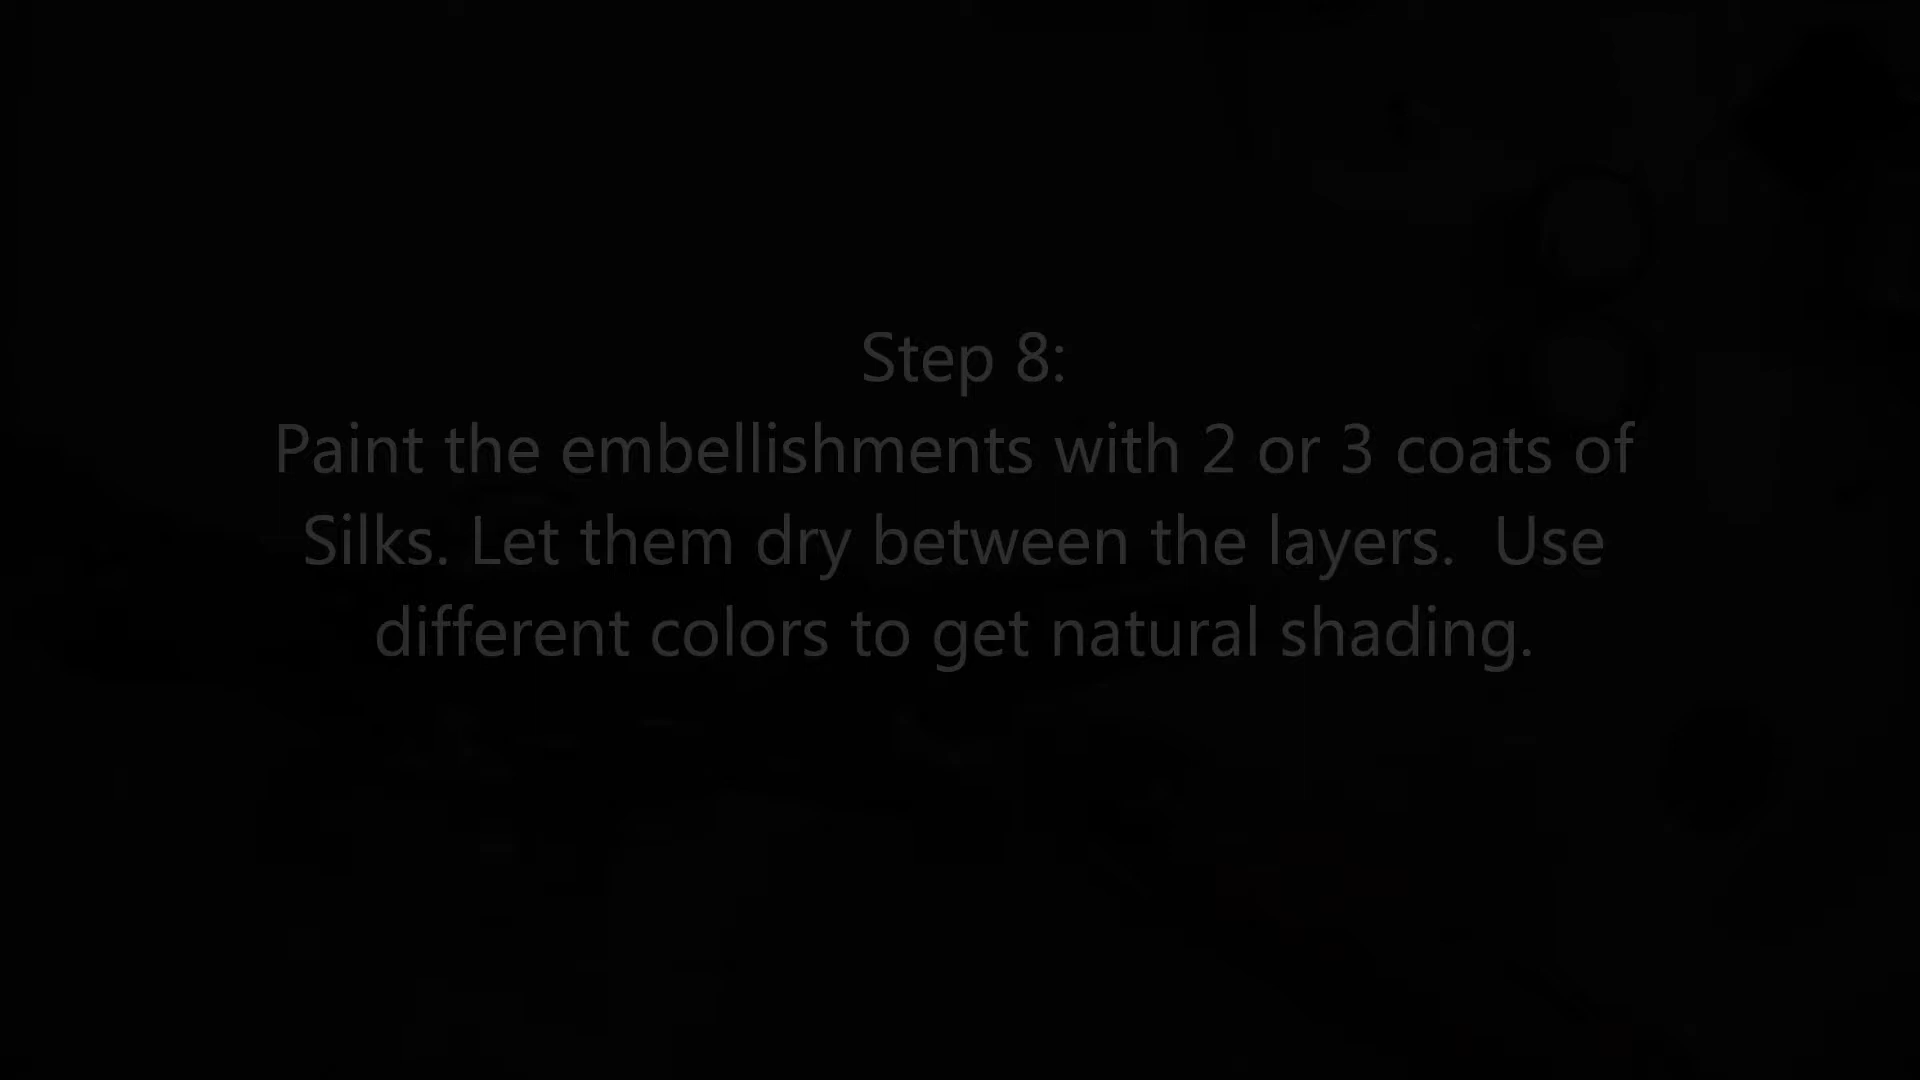 Step 8:
Paint the embellishments with 2 or 3 coats of
Silks. Let them dry between the layers.  Use
different colors to get natural shading.